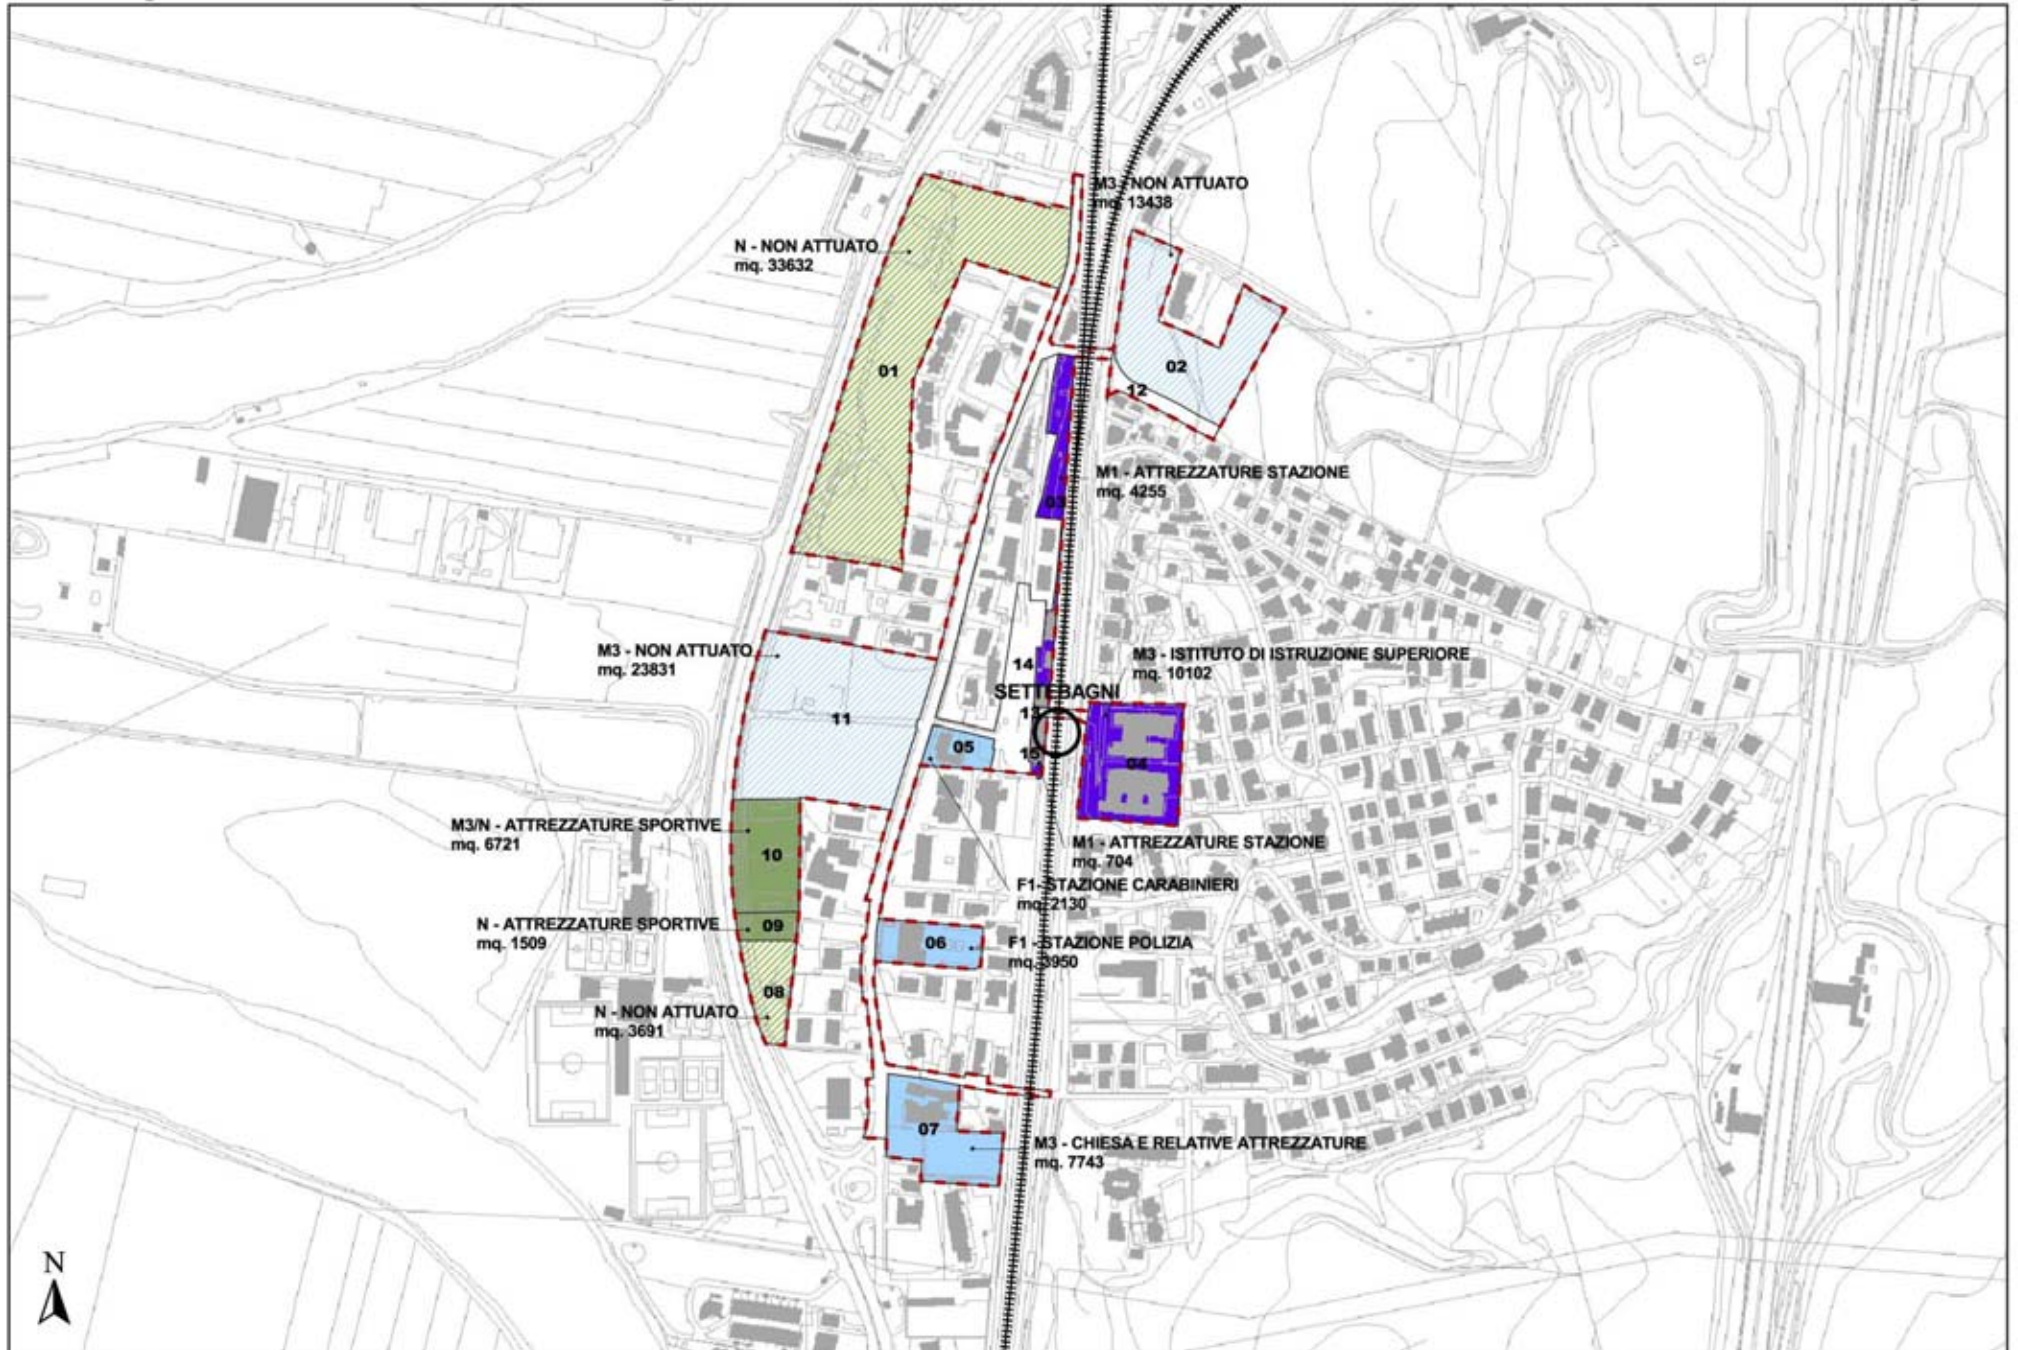 M3 - NON ATTUATO
mq. 13438
N - NON ATTUATO
mq. 33632
01
02
12
M1 - ATTREZZATURE STAZIONE
mq. 4255
03
M3 - NON ATTUATO
mq. 23831
14
M3 - ISTITUTO DI ISTRUZIONE SUPERIORE
mq. 10102
SETTEBAGNI
13
11
05
15
04
M3/N - ATTREZZATURE SPORTIVE
mq. 6721
10
M1 - ATTREZZATURE STAZIONE
mq. 704
F1- STAZIONE CARABINIERI
mq. 2130
N - ATTREZZATURE SPORTIVE
mq. 1509
09
06
F1 - STAZIONE POLIZIA
mq. 3950
08
N - NON ATTUATO
mq. 3691
07
M3 - CHIESA E RELATIVE ATTREZZATURE
mq. 7743
N